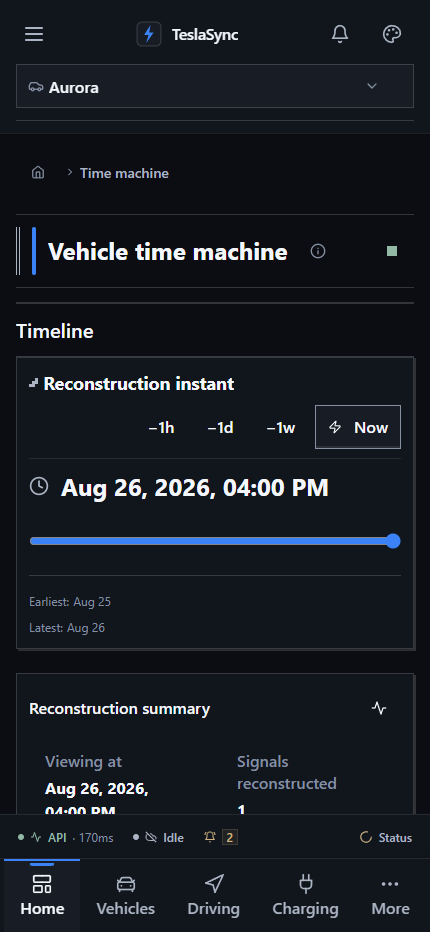 TeslaSync
Aurora
Time machine
Vehicle time machine
Timeline
Reconstruction instant
−1h −1d −1w Now
Aug 26, 2026, 04:00 PM
Earliest: Aug 25
Latest: Aug 26
Reconstruction summary
Viewing at
Aug 26, 2026,
04:00 PM
Signals
reconstructed
1
API · 170ms Idle 2 Status
Home Vehicles Driving Charging More